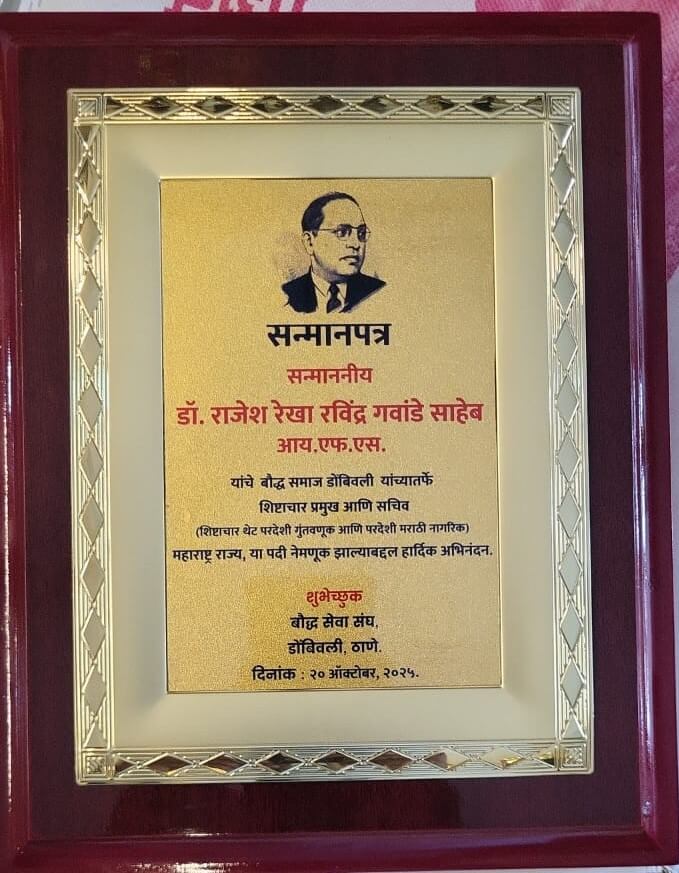 सन्मानपत्र
सन्माननीय
डॉ. राजेश रेखा रविंद्र गवांडे साहेब
आय.एफ.एस.
यांचे बौद्ध समाज डोंबिवली यांच्यातर्फे
शिष्टाचार प्रमुख आणि सचिव
(शिष्टाचार थेट परदेशी गुंतवणूक आणि परदेशी मराठी नागरिक)
महाराष्ट्र राज्य, या पदी नेमणूक झाल्याबद्दल हार्दिक अभिनंदन.
शुभेच्छुक
बौद्ध सेवा संघ,
डोंबिवली, ठाणे.
दिनांक : २० ऑक्टोबर, २०२५.